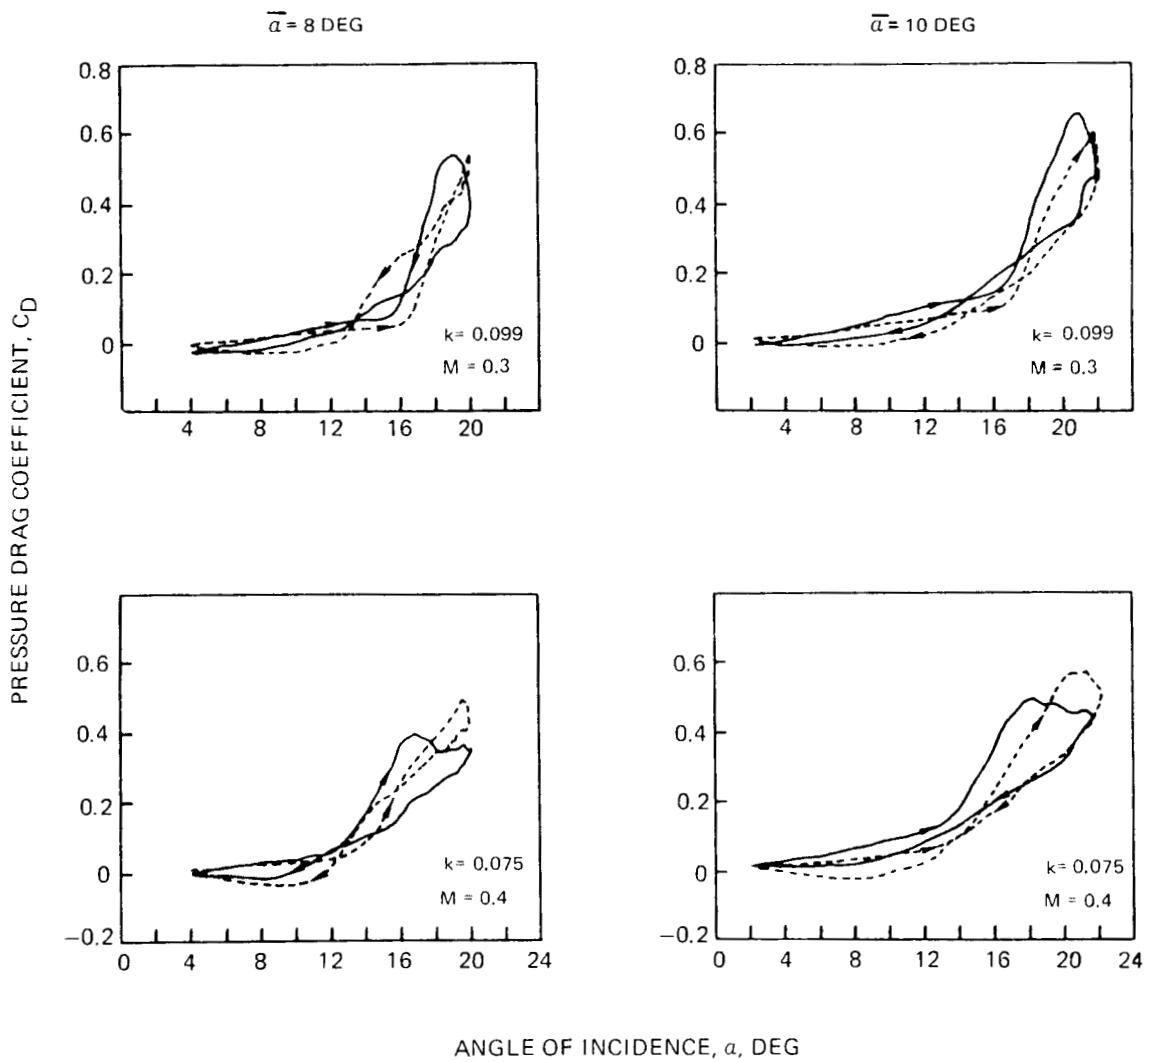 a = 8 DEG
a = 10 DEG
PRESSURE DRAG COEFFICIENT, CD
0.8
0.6
0.4
0.2
0
k = 0.099
M = 0.3
4 8 12 16 20
0.8
0.6
0.4
0.2
0
k = 0.099
M = 0.3
4 8 12 16 20
0.6
0.4
0.2
0
−0.2
k = 0.075
M = 0.4
0 4 8 12 16 20 24
0.6
0.4
0.2
0
−0.2
k = 0.075
M = 0.4
0 4 8 12 16 20 24
ANGLE OF INCIDENCE, a, DEG